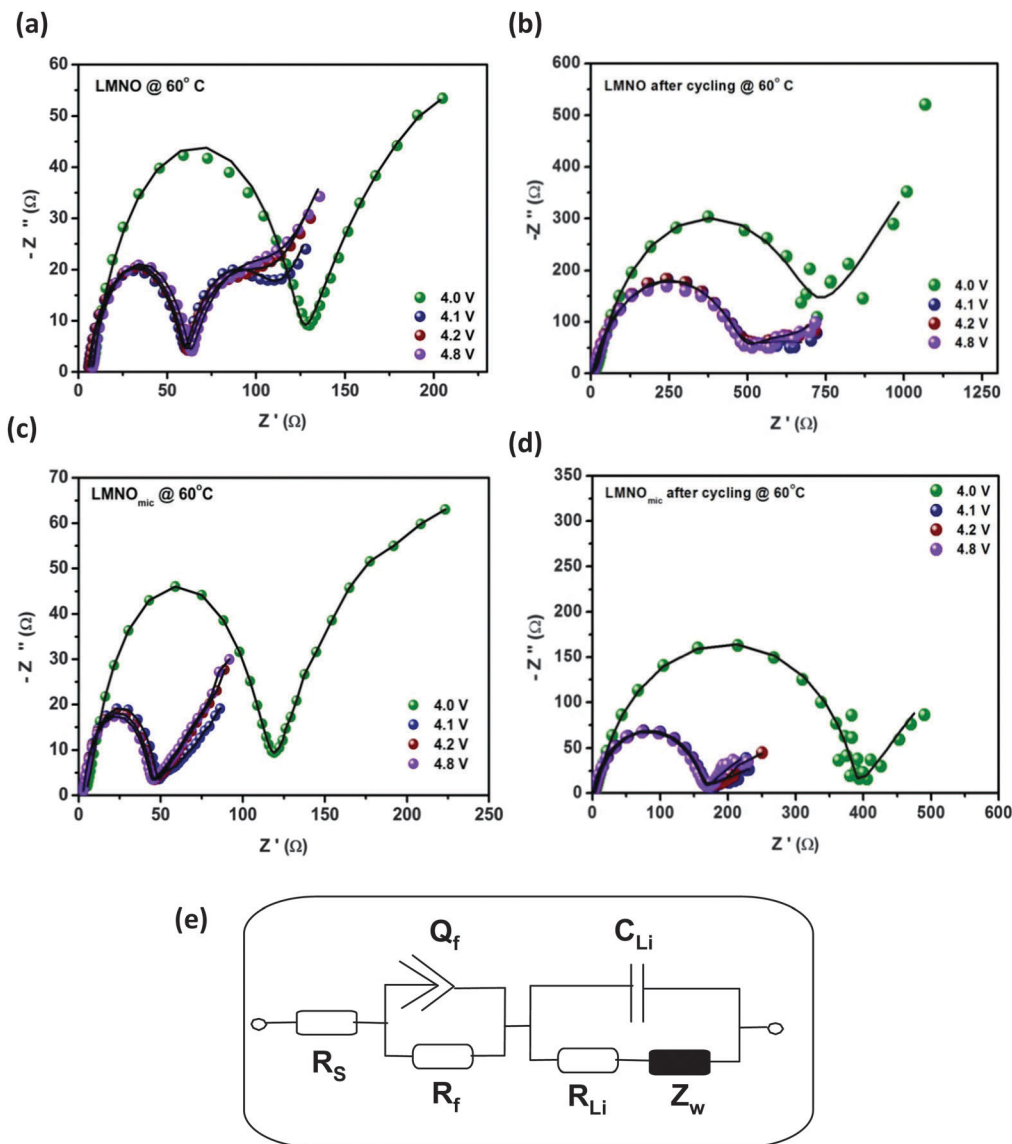 (a)
LMNO @ 60° C
60
50
40
30
20
10
0
- Z " (Ω)
0 50 100 150 200
Z ' (Ω)
4.0 V
4.1 V
4.2 V
4.8 V
(b)
LMNO after cycling @ 60° C
600
500
400
300
200
100
0
-Z " (Ω)
0 250 500 750 1000 1250
Z ' (Ω)
4.0 V
4.1 V
4.2 V
4.8 V
(c)
LMNOmic @ 60°C
70
60
50
40
30
20
10
0
- Z " (Ω)
0 50 100 150 200 250
Z ' (Ω)
4.0 V
4.1 V
4.2 V
4.8 V
(d)
LMNOmic after cycling @ 60°C
350
300
250
200
150
100
50
0
- Z " (Ω)
0 100 200 300 400 500 600
Z ' (Ω)
4.0 V
4.1 V
4.2 V
4.8 V
(e)
Qf CLi
RS Rf RLi Zw